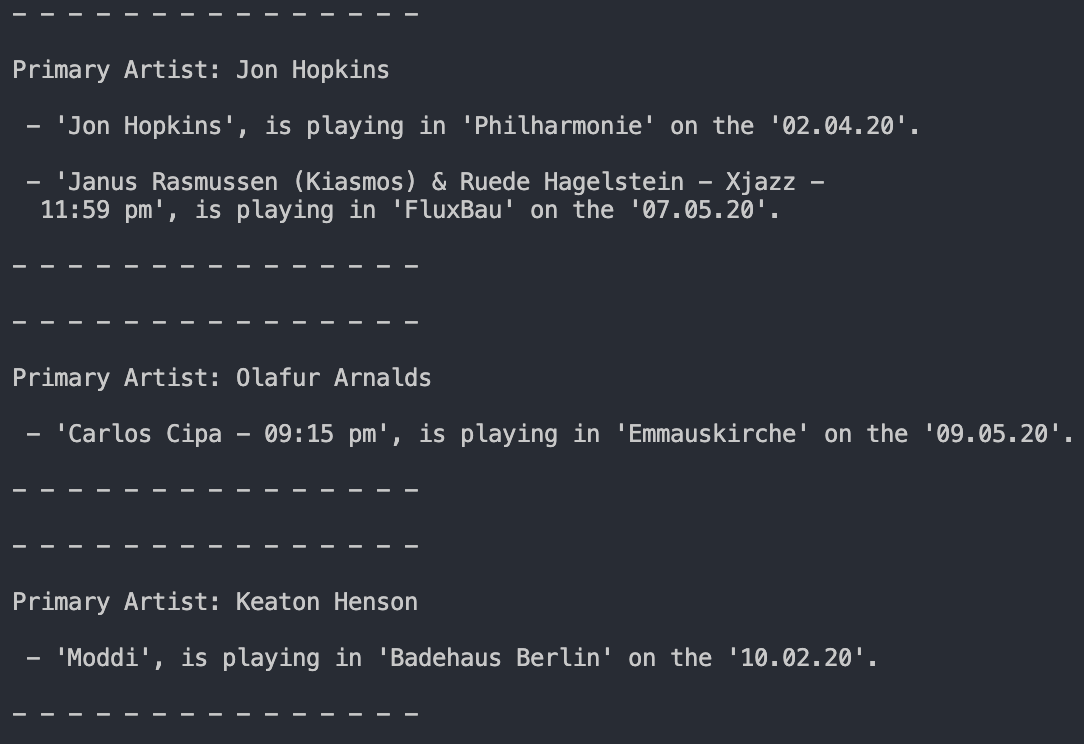 - - - - - - - - - - - - - - -
Primary Artist: Jon Hopkins
- 'Jon Hopkins', is playing in 'Philharmonie' on the '02.04.20'.
- 'Janus Rasmussen (Kiasmos) & Ruede Hagelstein - Xjazz -
11:59 pm', is playing in 'FluxBau' on the '07.05.20'.
- - - - - - - - - - - - - - -
- - - - - - - - - - - - - - -
Primary Artist: Olafur Arnalds
- 'Carlos Cipa - 09:15 pm', is playing in 'Emmauskirche' on the '09.05.20'.
- - - - - - - - - - - - - - -
- - - - - - - - - - - - - - -
Primary Artist: Keaton Henson
- 'Moddi', is playing in 'Badehaus Berlin' on the '10.02.20'.
- - - - - - - - - - - - - - -